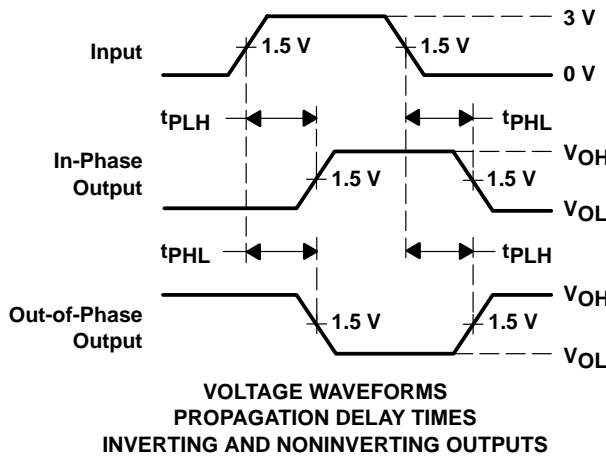 3 V
Input
1.5 V
1.5 V
0 V
tPLH
tPHL
In-Phase
Output
1.5 V
1.5 V
VOH
VOL
tPHL
tPLH
Out-of-Phase
Output
1.5 V
1.5 V
VOH
VOL
VOLTAGE WAVEFORMS
PROPAGATION DELAY TIMES
INVERTING AND NONINVERTING OUTPUTS